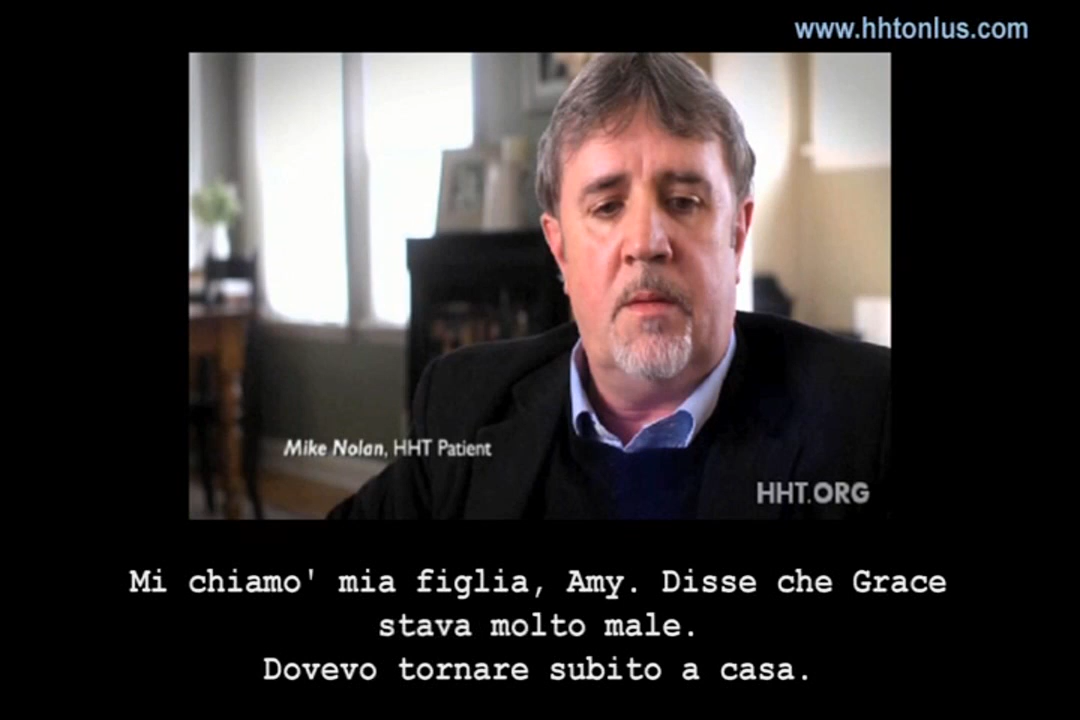 www.hhtonlus.com
Mike Nolan, HHT Patient
HHT.ORG
Mi chiamo' mia figlia, Amy. Disse che Grace
stava molto male.
Dovevo tornare subito a casa.